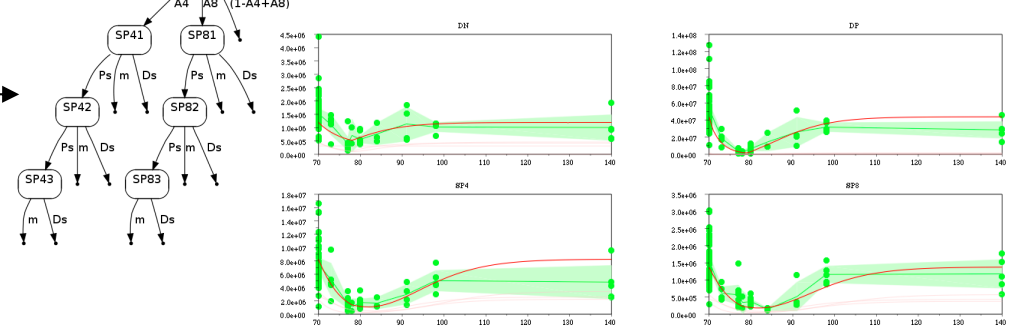 A4 A8 (1-A4+A8)
SP41 SP81
Ps m Ds Ps m Ds
SP42 SP82
Ps m Ds Ps m Ds
SP43 SP83
m Ds m Ds
DN
4.5e+06
4.0e+06
3.5e+06
3.0e+06
2.5e+06
2.0e+06
1.5e+06
1.0e+06
5.0e+05
0.0e+00
70 80 90 100 110 120 130 140
DP
1.4e+08
1.2e+08
1.0e+08
8.0e+07
6.0e+07
4.0e+07
2.0e+07
0.0e+00
70 80 90 100 110 120 130 140
SP4
1.8e+07
1.6e+07
1.4e+07
1.2e+07
1.0e+07
8.0e+06
6.0e+06
4.0e+06
2.0e+06
0.0e+00
70 80 90 100 110 120 130 140
SP8
3.5e+06
3.0e+06
2.5e+06
2.0e+06
1.5e+06
1.0e+06
5.0e+05
0.0e+00
70 80 90 100 110 120 130 140